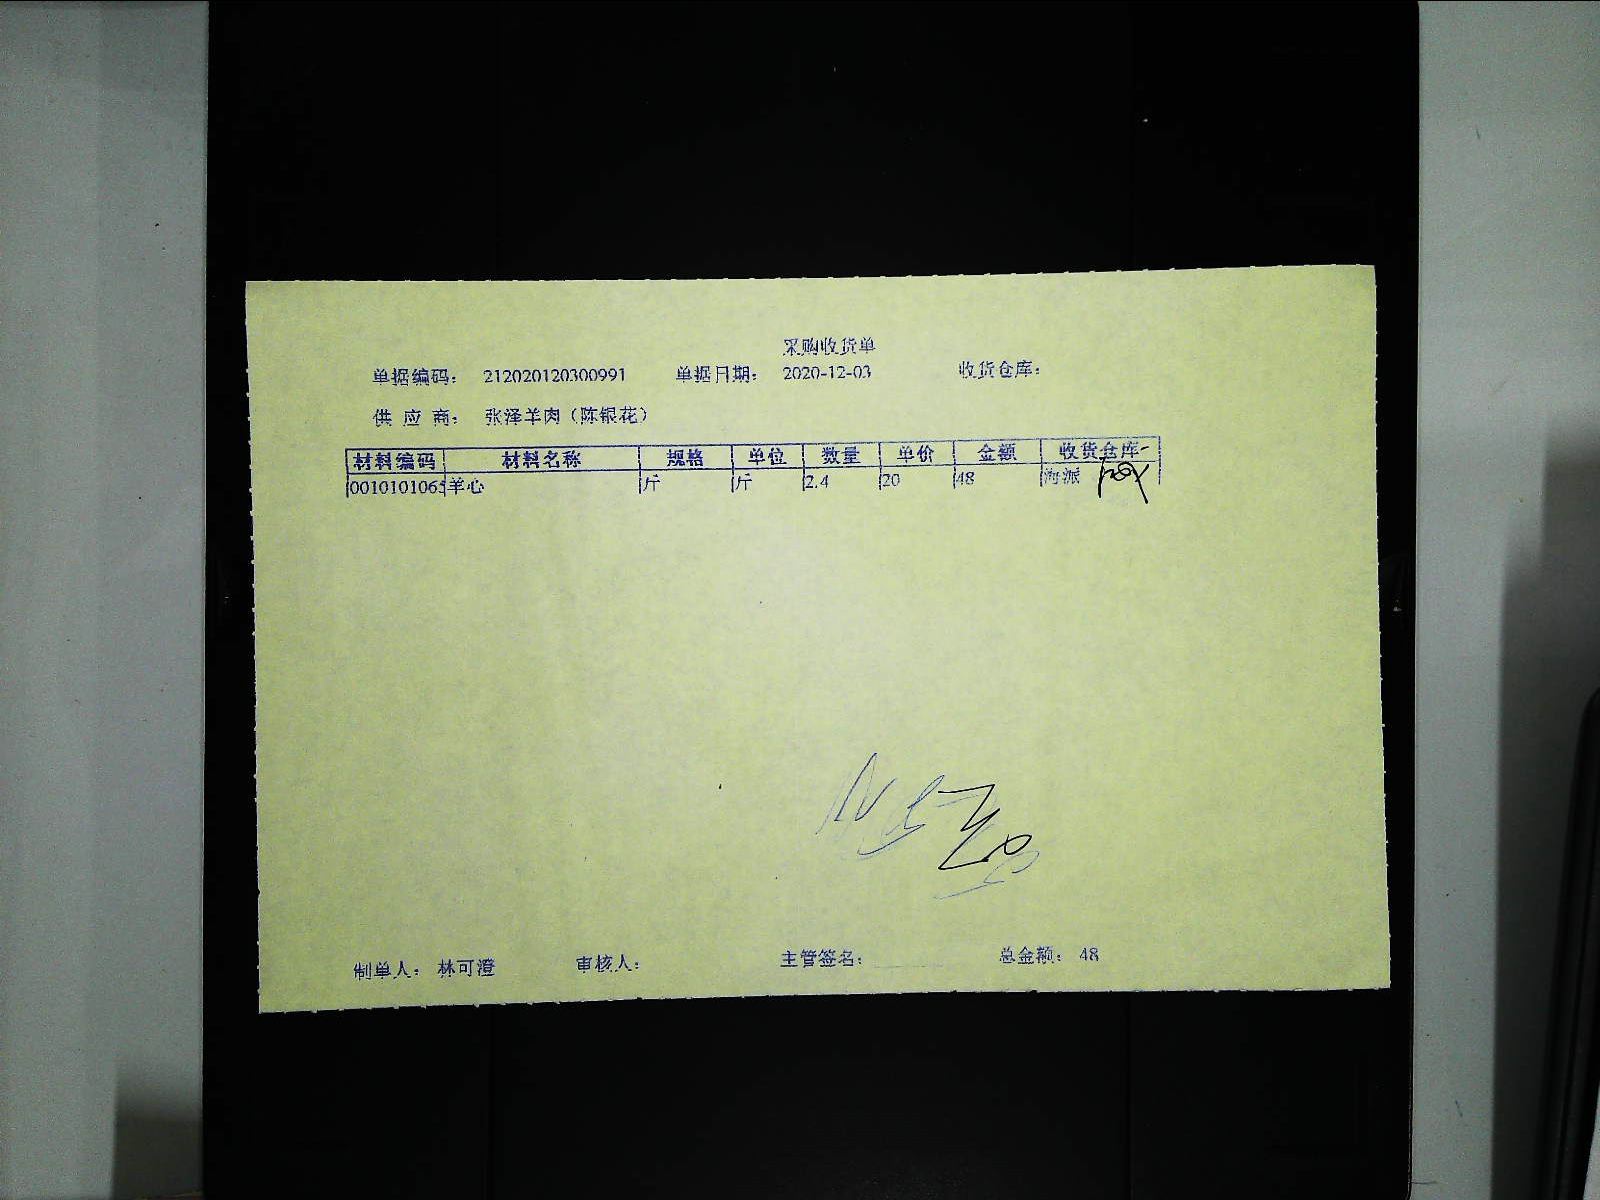 采购收货单
单据编码： 212020120300991 单据日期： 2020-12-03 收货仓库：
供 应 商： 张泽羊肉（陈银花）
材料编码 材料名称 规格 单位 数量 单价 金额 收货仓库
0010101065 羊心 斤 斤 2.4 20 48 海派
制单人： 林可澄 审核人： 主管签名： 总金额： 48